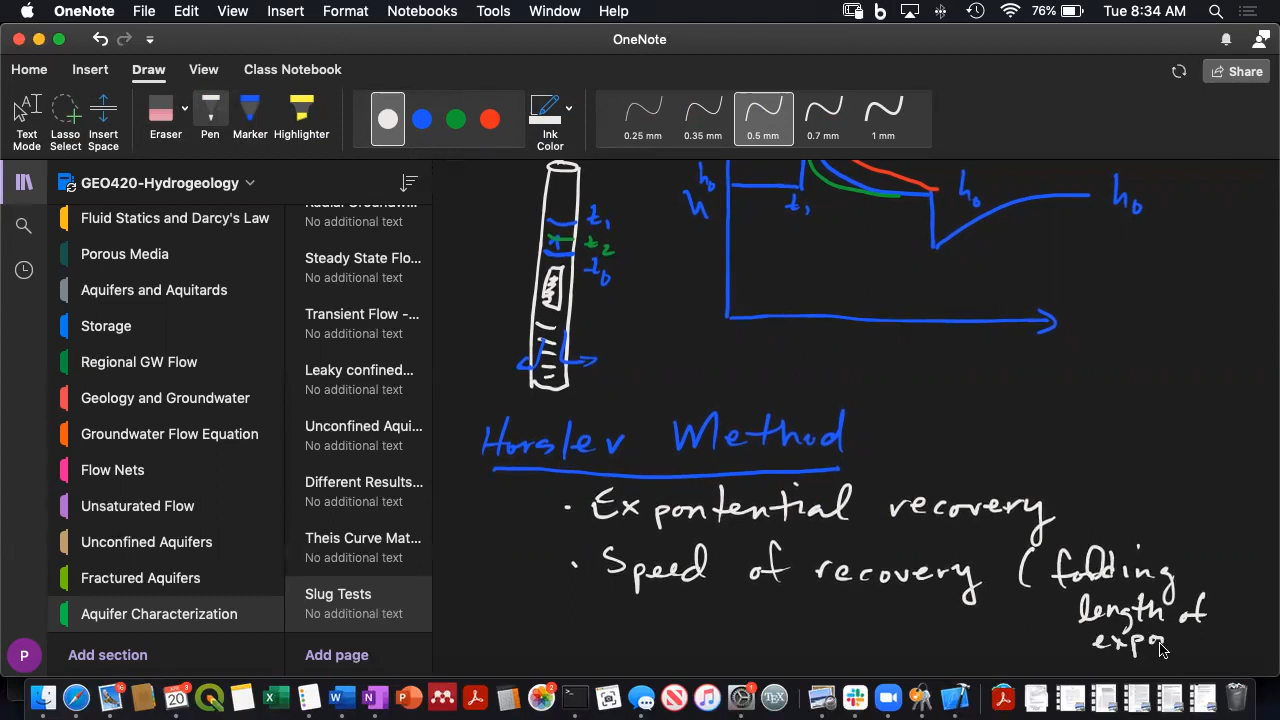 OneNote File Edit View Insert Format Notebooks Tools Window Help 76% Tue 8:34 AM
OneNote
Home Insert Draw View Class Notebook Share
Text Mode Lasso Select Insert Space Eraser Pen Marker Highlighter Ink Color 0.25 mm 0.35 mm 0.5 mm 0.7 mm 1 mm
GEO420-Hydrogeology
Fluid Statics and Darcy's Law
Porous Media
Aquifers and Aquitards
Storage
Regional GW Flow
Geology and Groundwater
Groundwater Flow Equation
Flow Nets
Unsaturated Flow
Unconfined Aquifers
Fractured Aquifers
Aquifer Characterization
Add section
No additional text
Steady State Flo...
No additional text
Transient Flow -...
No additional text
Leaky confined...
No additional text
Unconfined Aqui...
No additional text
Different Results...
No additional text
Theis Curve Mat...
No additional text
Slug Tests
No additional text
Add page
P
t1
t2
t0
h0
h
t1
h0
h0
Horslev Method
· Expontential recovery
· Speed of recovery (folding
length of
expo